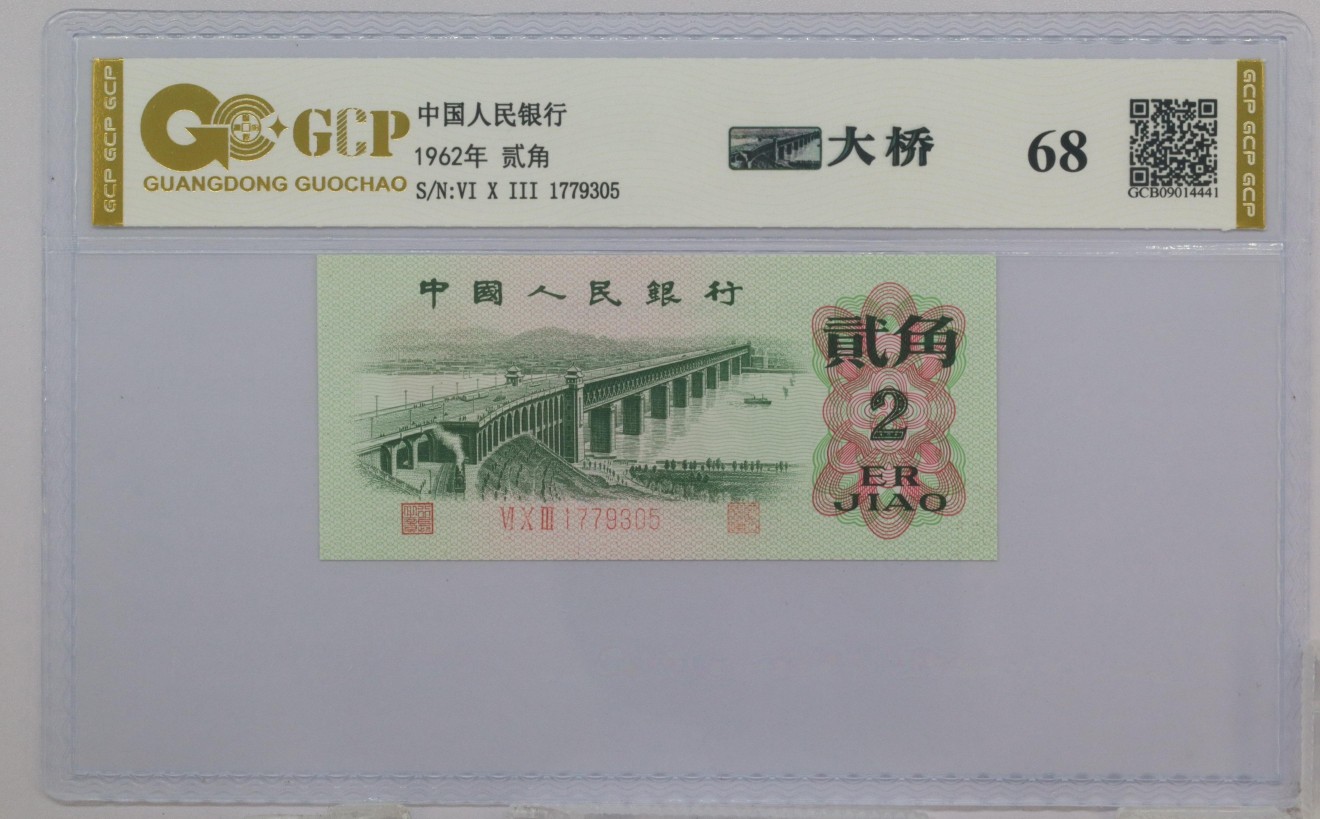 GCP GCP GCP
GCP
GUANGDONG GUOCHAO
中国人民银行
1962年 贰角
S/N:VI X III 1779305
大桥
68
GCB09014441
GCP GCP GCP
中國人民銀行
貳角
2
ER
JIAO
VI X III 1779305